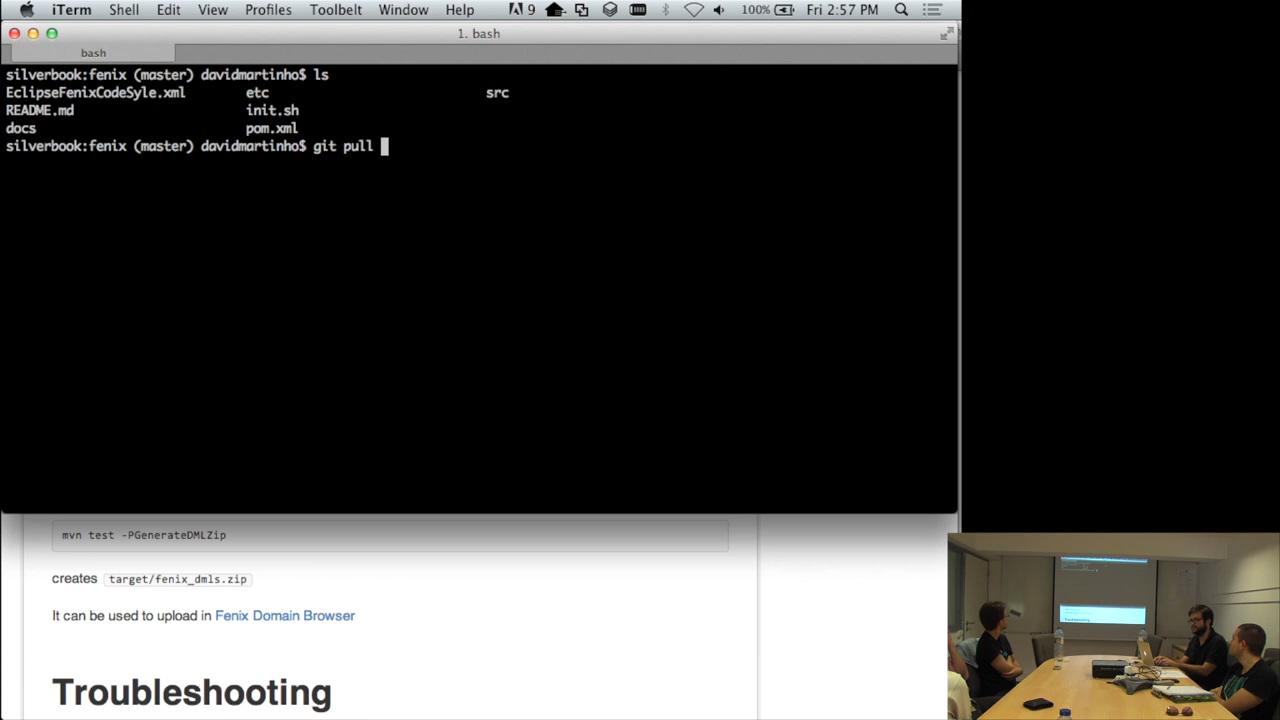 iTerm Shell Edit View Profiles Toolbelt Window Help 9 100% Fri 2:57 PM
1. bash
bash
silverbook:fenix (master) davidmartinho$ ls
EclipseFenixCodeSyle.xml etc src
README.md init.sh
docs pom.xml
silverbook:fenix (master) davidmartinho$ git pull
mvn test -PGenerateDMLZip
creates target/fenix_dmls.zip
It can be used to upload in Fenix Domain Browser
Troubleshooting
Troubleshooting